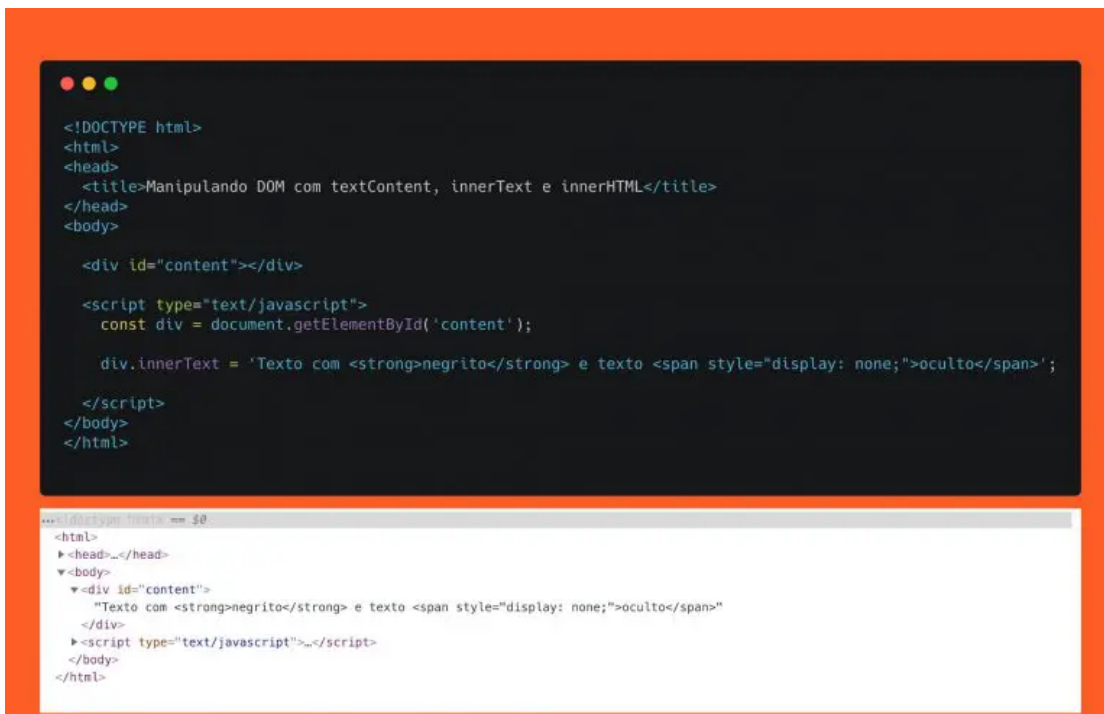 <!DOCTYPE html>
<html>
<head>
<title>Manipulando DOM com textContent, innerText e innerHTML</title>
</head>
<body>
<div id="content"></div>
<script type="text/javascript">
const div = document.getElementById('content');
div.innerText = 'Texto com <strong>negrito</strong> e texto <span style="display: none;">oculto</span>';
</script>
</body>
</html>
…<!doctype html> == $0
<html>
▶<head>…</head>
▼<body>
▼<div id="content">
"Texto com <strong>negrito</strong> e texto <span style="display: none;">oculto</span>"
</div>
▶<script type="text/javascript">…</script>
</body>
</html>